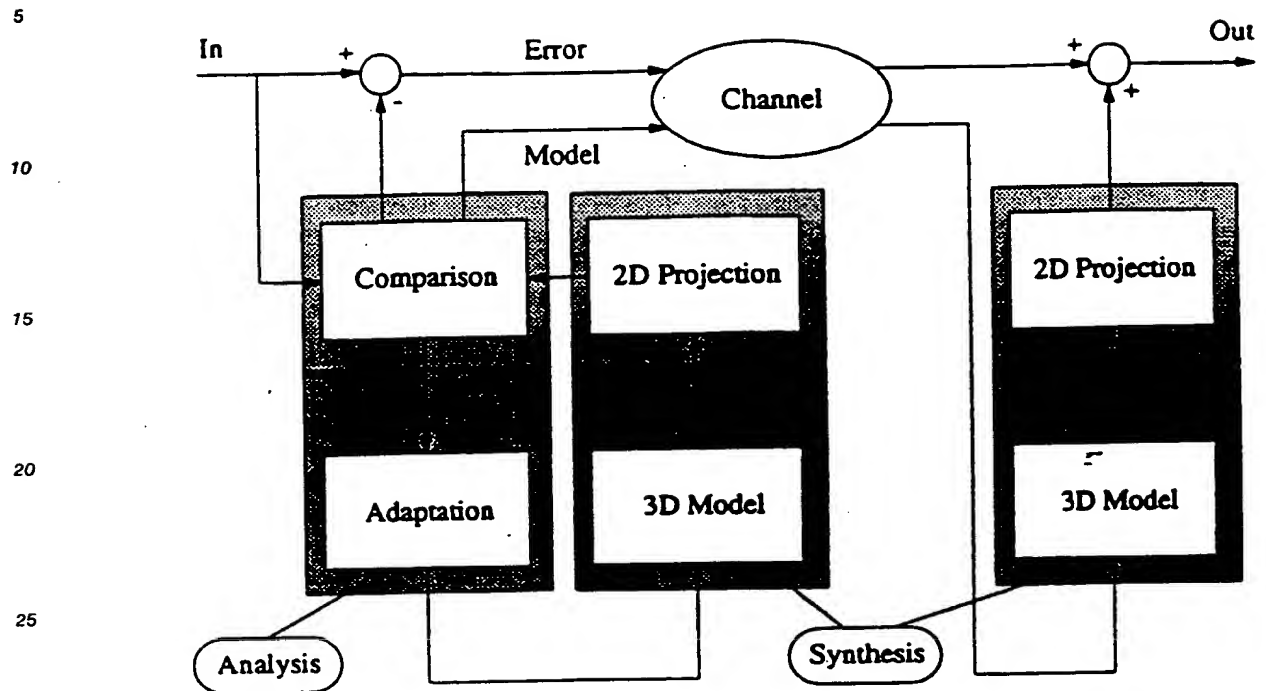 5
In
+
Error
+
Out
-
Channel
+
Model
10
Comparison
2D Projection
2D Projection
15
20
Adaptation
3D Model
3D Model
25
Analysis
Synthesis